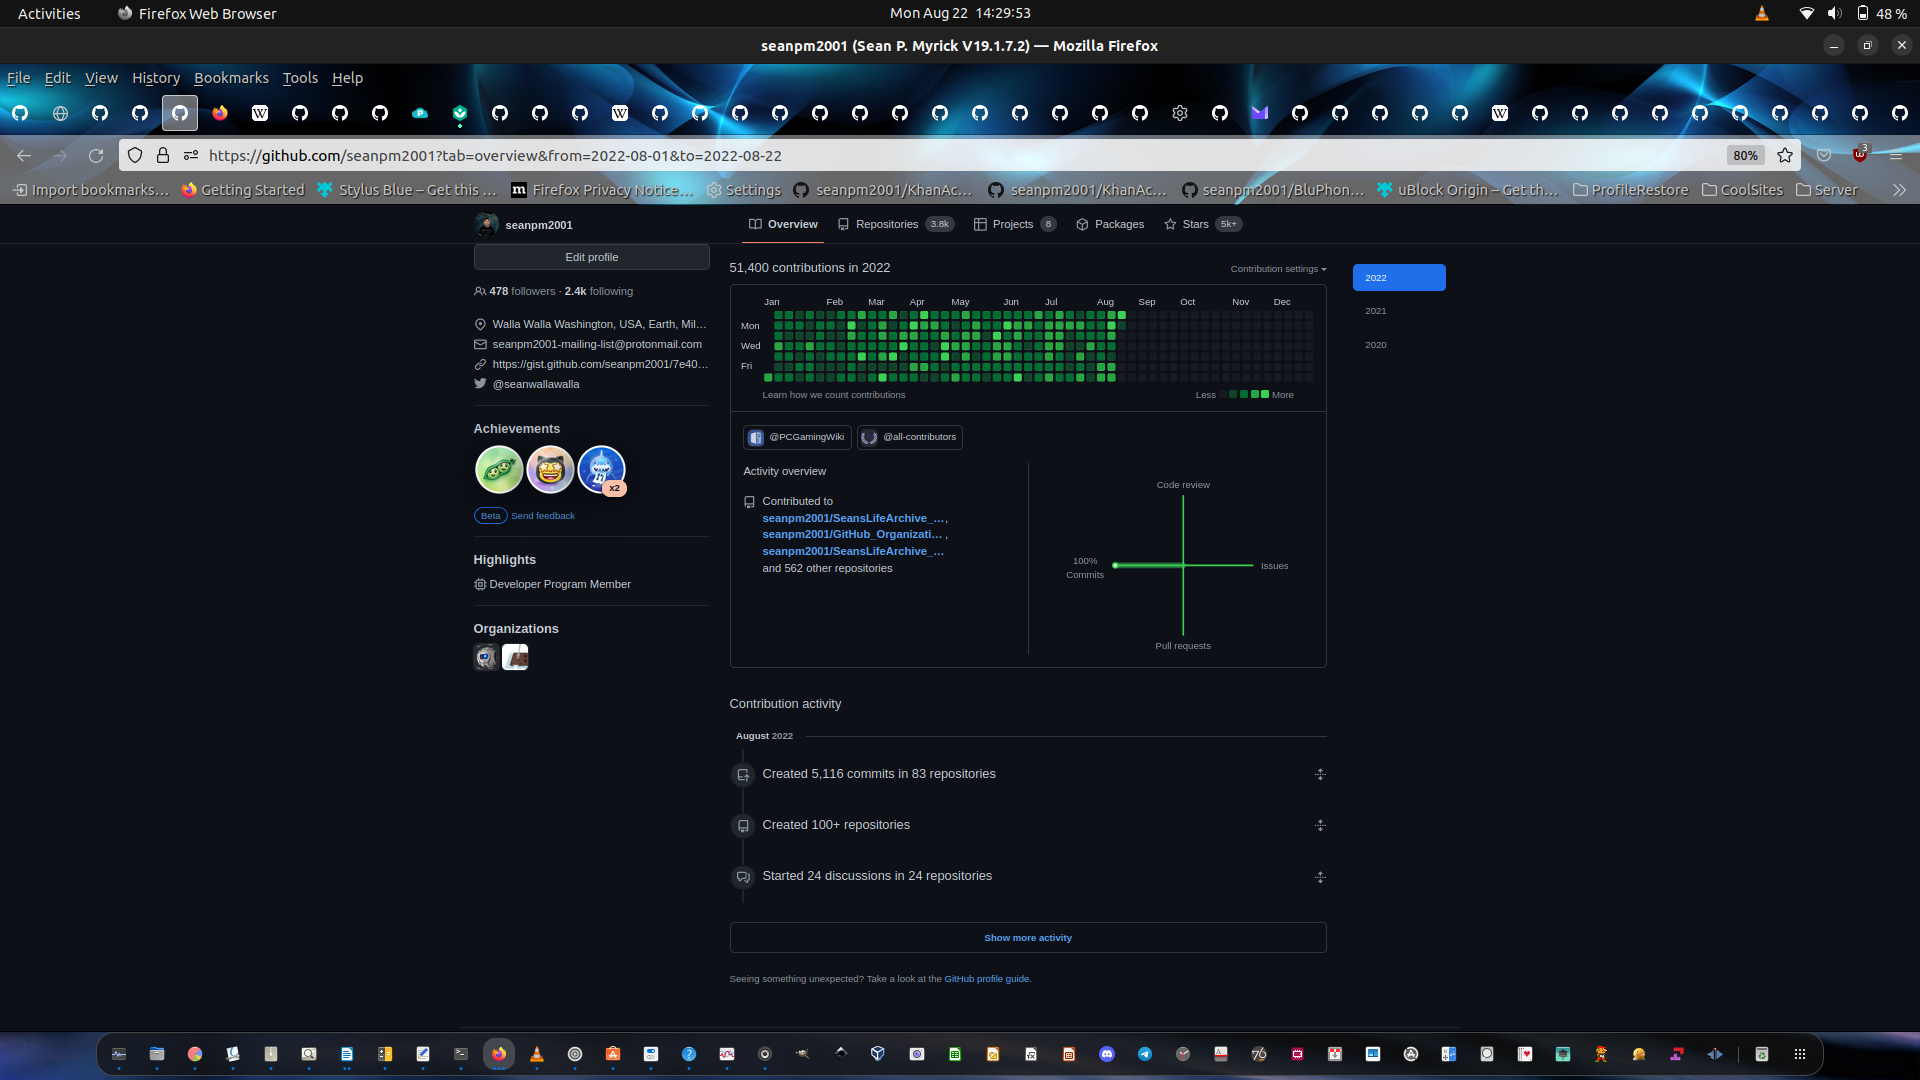 Activities
Firefox Web Browser
Mon Aug 22 14:29:53
48 %
seanpm2001 (Sean P. Myrick V19.1.7.2) — Mozilla Firefox
File Edit View History Bookmarks Tools Help
https://github.com/seanpm2001?tab=overview&from=2022-08-01&to=2022-08-22
80%
3
Import bookmarks… Getting Started Stylus Blue – Get this … Firefox Privacy Notice… Settings seanpm2001/KhanAc… seanpm2001/KhanAc… seanpm2001/BluPhon… uBlock Origin – Get th… ProfileRestore CoolSites Server
seanpm2001
Overview Repositories 3.8k Projects 8 Packages Stars 5k+
Edit profile
478 followers · 2.4k following
Walla Walla Washington, USA, Earth, Mil…
seanpm2001-mailing-list@protonmail.com
https://gist.github.com/seanpm2001/7e40…
@seanwallawalla
Achievements
x2
Beta Send feedback
Highlights
Developer Program Member
Organizations
51,400 contributions in 2022
Contribution settings
2022
2021
2020
Jan Feb Mar Apr May Jun Jul Aug Sep Oct Nov Dec
Mon
Wed
Fri
Learn how we count contributions
Less More
@PCGamingWiki @all-contributors
Activity overview
Contributed to
seanpm2001/SeansLifeArchive_…,
seanpm2001/GitHub_Organizati… ,
seanpm2001/SeansLifeArchive_…
and 562 other repositories
Code review
100%
Commits
Issues
Pull requests
Contribution activity
August 2022
Created 5,116 commits in 83 repositories
Created 100+ repositories
Started 24 discussions in 24 repositories
Show more activity
Seeing something unexpected? Take a look at the GitHub profile guide.